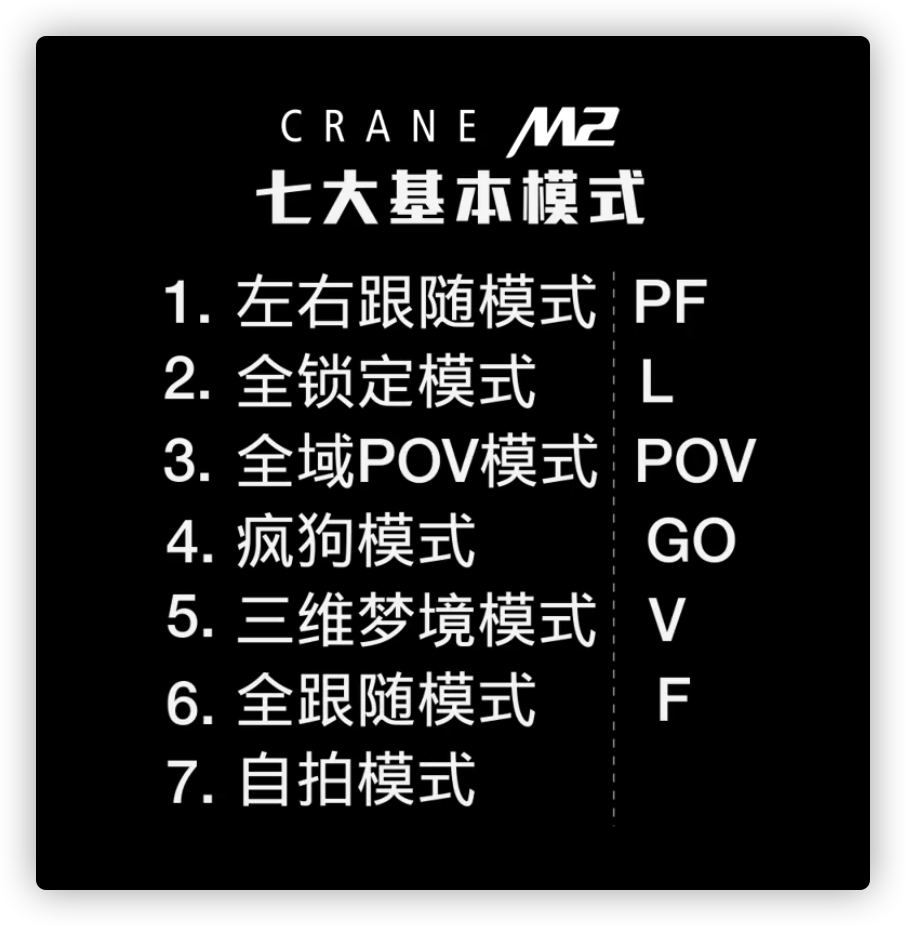 CRANE M2
七大基本模式
1. 左右跟随模式 PF
2. 全锁定模式 L
3. 全域POV模式 POV
4. 疯狗模式 GO
5. 三维梦境模式 V
6. 全跟随模式 F
7. 自拍模式